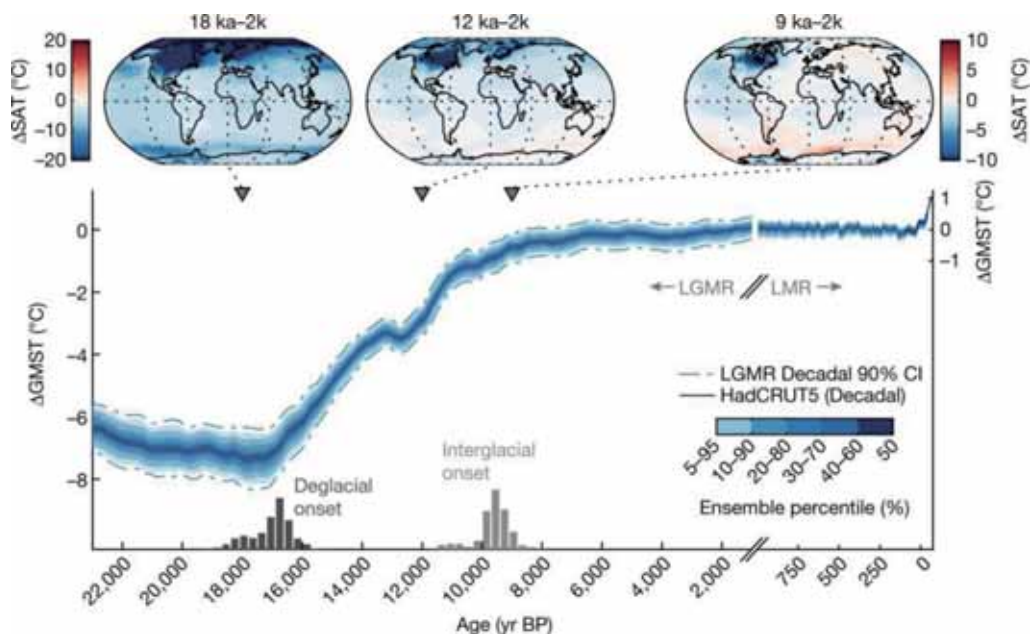 18 ka–2k
12 ka–2k
9 ka–2k
20
10
0
−10
−20
ΔSAT (°C)
10
5
0
−5
−10
ΔSAT (°C)
0
−2
−4
−6
−8
ΔGMST (°C)
1
0
−1
ΔGMST (°C)
LGMR
LMR
LGMR Decadal 90% CI
HadCRUT5 (Decadal)
5–95
10–90
20–80
30–70
40–60
50
Ensemble percentile (%)
Deglacial
onset
Interglacial
onset
22,000
20,000
18,000
16,000
14,000
12,000
10,000
8,000
6,000
4,000
2,000
750
500
250
0
Age (yr BP)